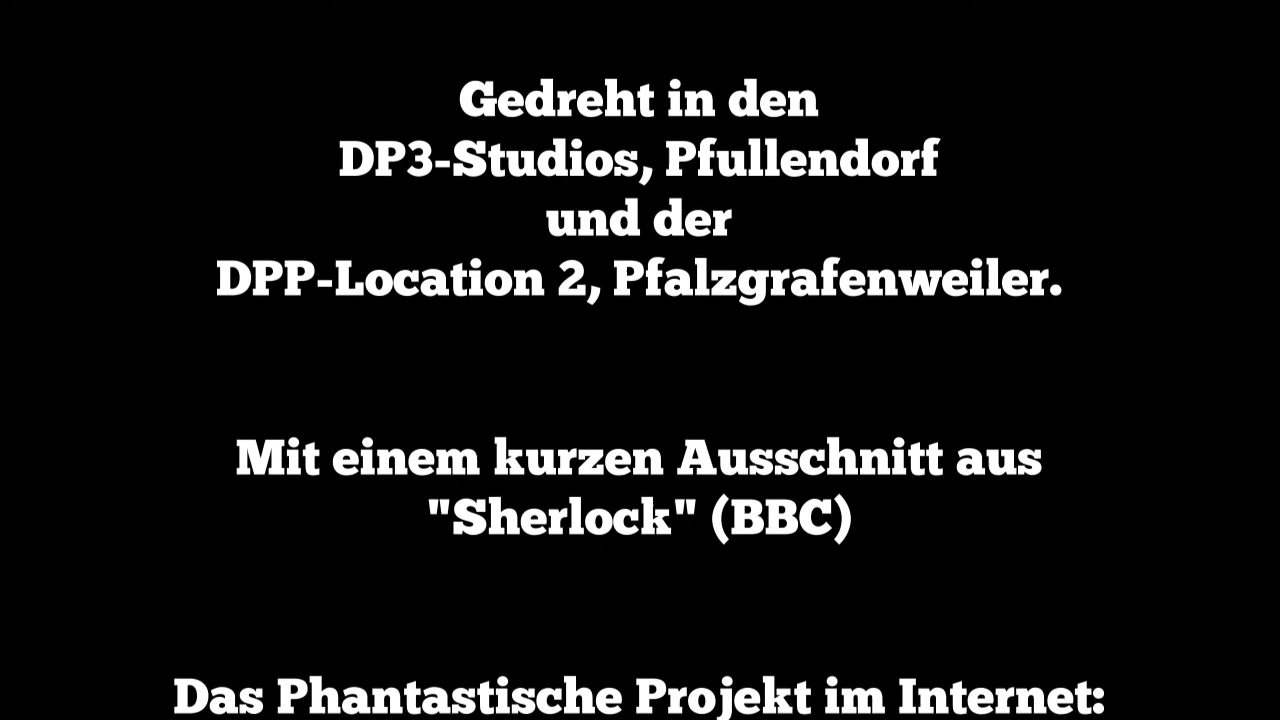 Gedreht in den
DP3-Studios, Pfullendorf
und der
DPP-Location 2, Pfalzgrafenweiler.
Mit einem kurzen Ausschnitt aus
"Sherlock" (BBC)
Das Phantastische Projekt im Internet: